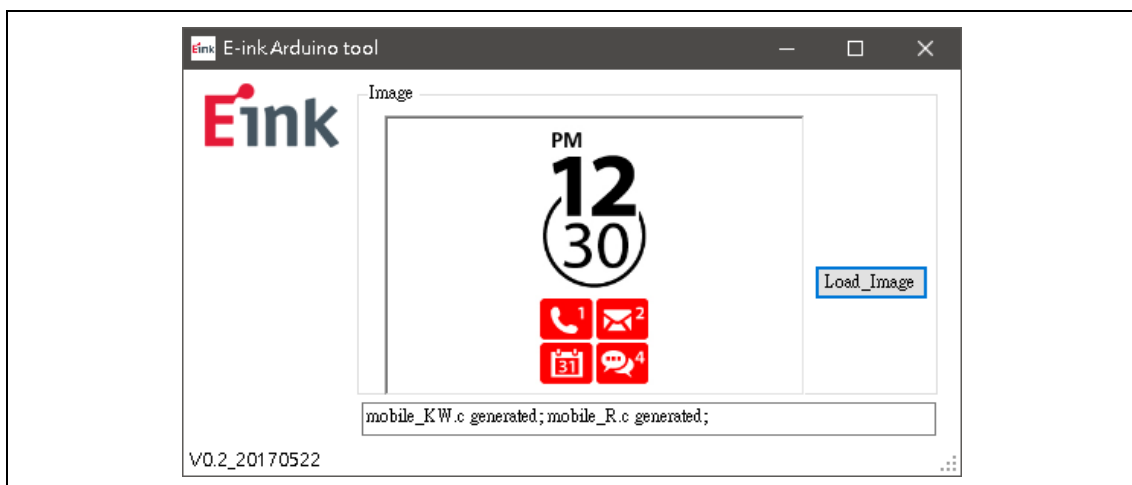 Eink E-ink Arduino tool
Eink
Image
PM
12
30
1
2
31
4
Load_Image
mobile_KW.c generated; mobile_R.c generated;
V0.2_20170522